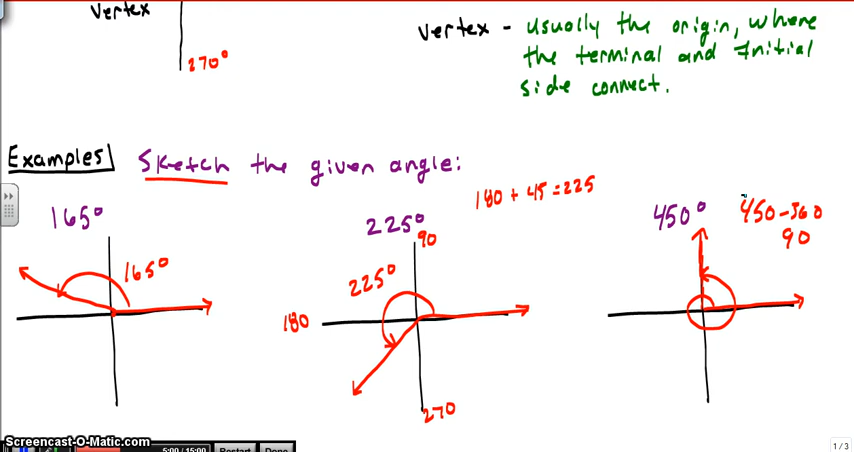 vertex
270°
vertex - usually the origin, where
the terminal and Initial
side connect.
Examples Sketch the given angle:
165°
165°
180 + 45 = 225
225°
90
225°
180
270
450°
450-360
90
Screencast-O-Matic.com
5:00 / 15:00 Restart Done
1 / 3